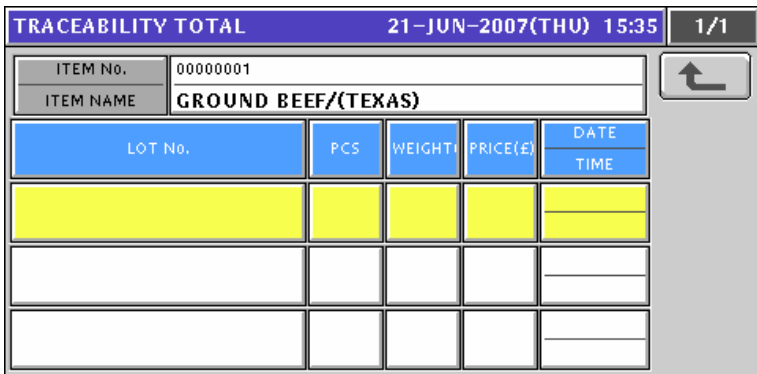 TRACEABILITY TOTAL 21-JUN-2007(THU) 15:35 1/1
ITEM No. 00000001
ITEM NAME GROUND BEEF/(TEXAS)
LOT No. PCS WEIGHT( PRICE(£) DATE
TIME